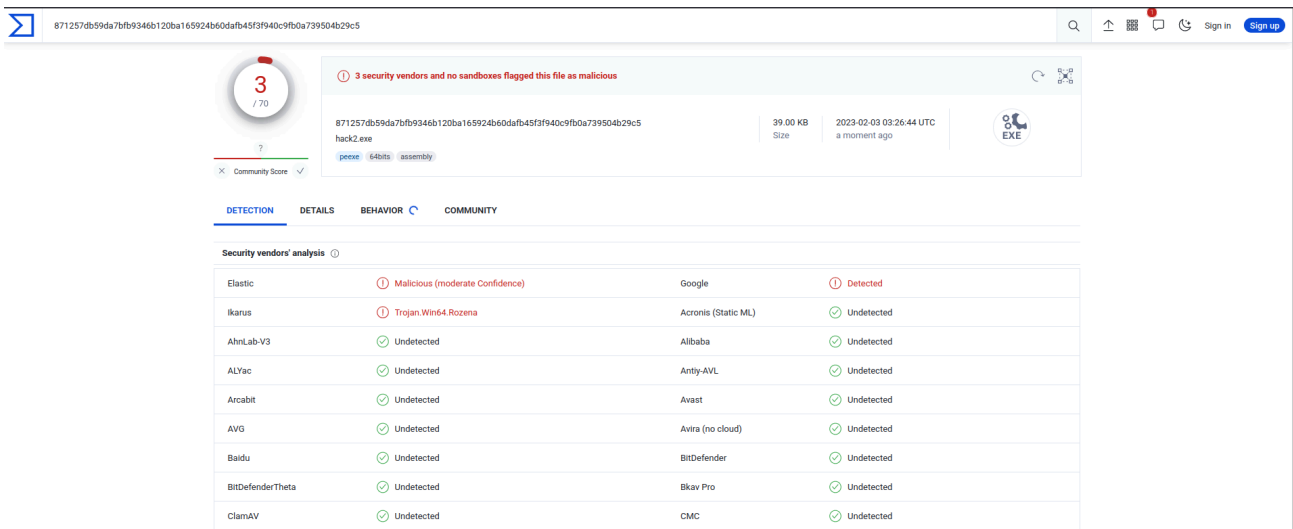 871257db59da7bfb9346b120ba165924b60dafb45f3f940c9fb0a739504b29c5
1
Sign in
Sign up
3
/ 70
?
Community Score
3 security vendors and no sandboxes flagged this file as malicious
871257db59da7bfb9346b120ba165924b60dafb45f3f940c9fb0a739504b29c5
hack2.exe
peexe 64bits assembly
39.00 KB
Size
2023-02-03 03:26:44 UTC
a moment ago
EXE
DETECTION DETAILS BEHAVIOR COMMUNITY
Security vendors' analysis
Elastic Malicious (moderate Confidence) Google Detected
Ikarus Trojan.Win64.Rozena Acronis (Static ML) Undetected
AhnLab-V3 Undetected Alibaba Undetected
ALYac Undetected Antiy-AVL Undetected
Arcabit Undetected Avast Undetected
AVG Undetected Avira (no cloud) Undetected
Baidu Undetected BitDefender Undetected
BitDefenderTheta Undetected Bkav Pro Undetected
ClamAV Undetected CMC Undetected